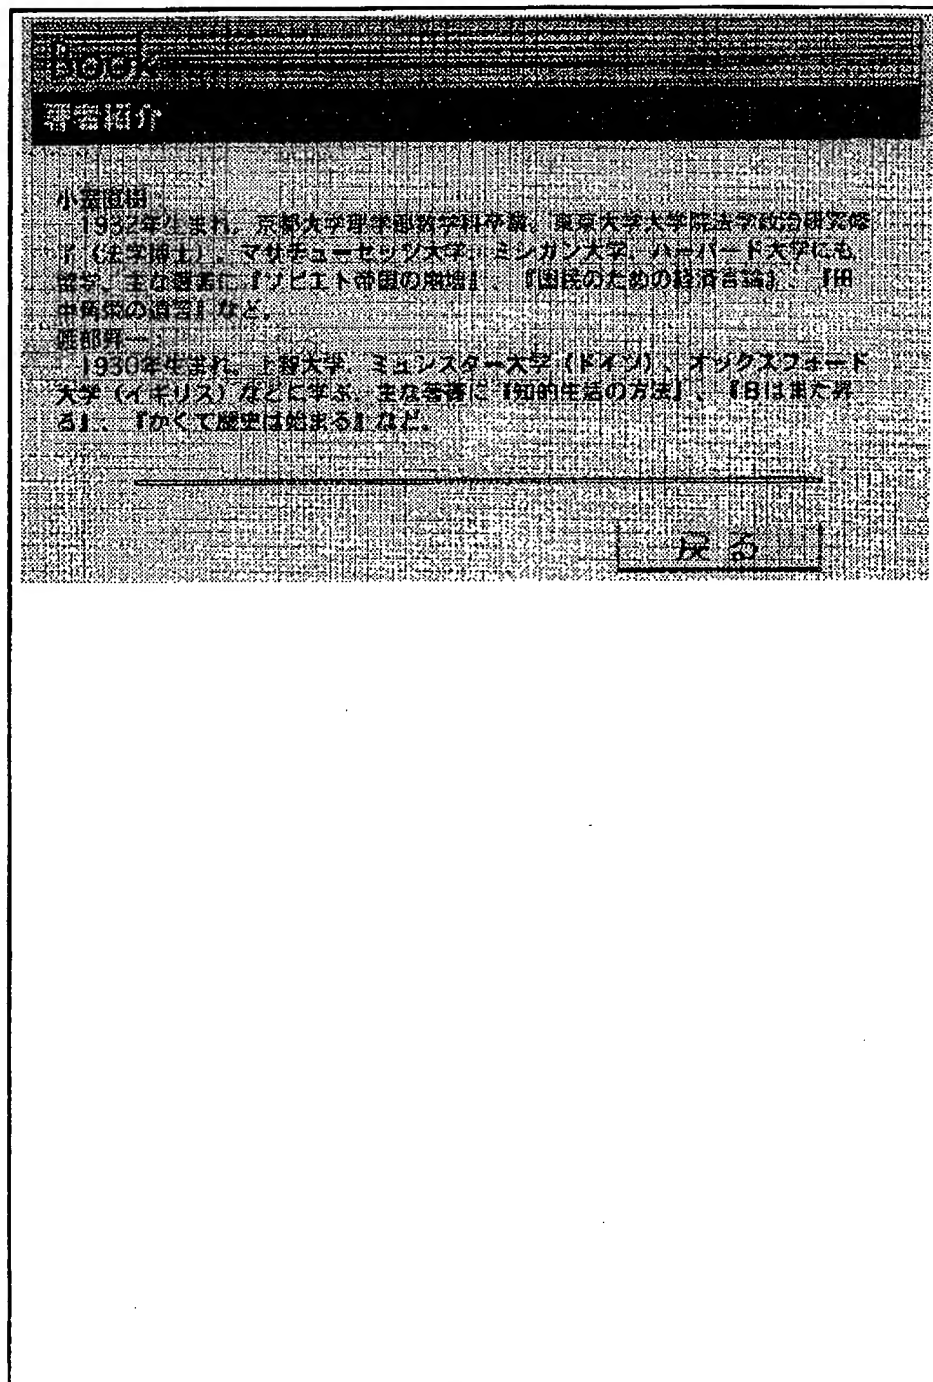 Book
著者紹介
小室直樹:
1932年生まれ。京都大学理学部数学科卒業。東京大学大学院法学政治研究修
了(法学博士)。マサチューセッツ大学、ミシガン大学、ハーバード大学にも
留学。主な著書に『ソビエト帝国の崩壊』、『国民のための経済言論』、『田
中角栄の遺言』など。
渡部昇一:
1930年生まれ。上智大学、ミュンスター大学(ドイツ)、オックスフォード
大学(イギリス)などに学ぶ。主な著書に『知的生活の方法』、『日はまた昇
る』、『かくて歴史は始まる』など。
戻る